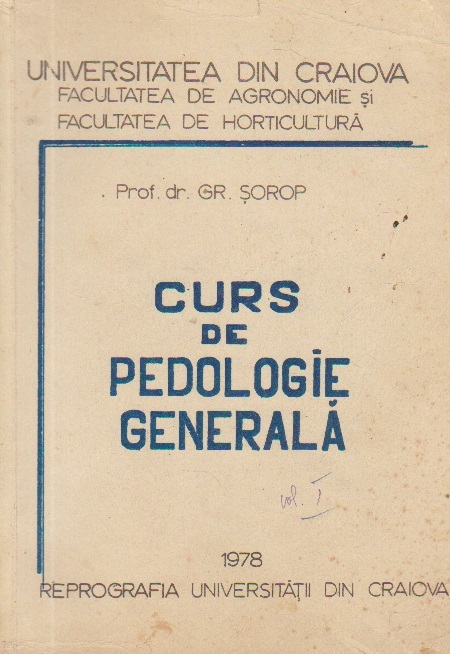 UNIVERSITATEA DIN CRAIOVA
FACULTATEA DE AGRONOMIE și
FACULTATEA DE HORTICULTURĂ
Prof. dr. GR. ȘOROP
CURS
DE
PEDOLOGIE
GENERALĂ
vol. I
1978
REPROGRAFIA UNIVERSITĂȚII DIN CRAIOVA